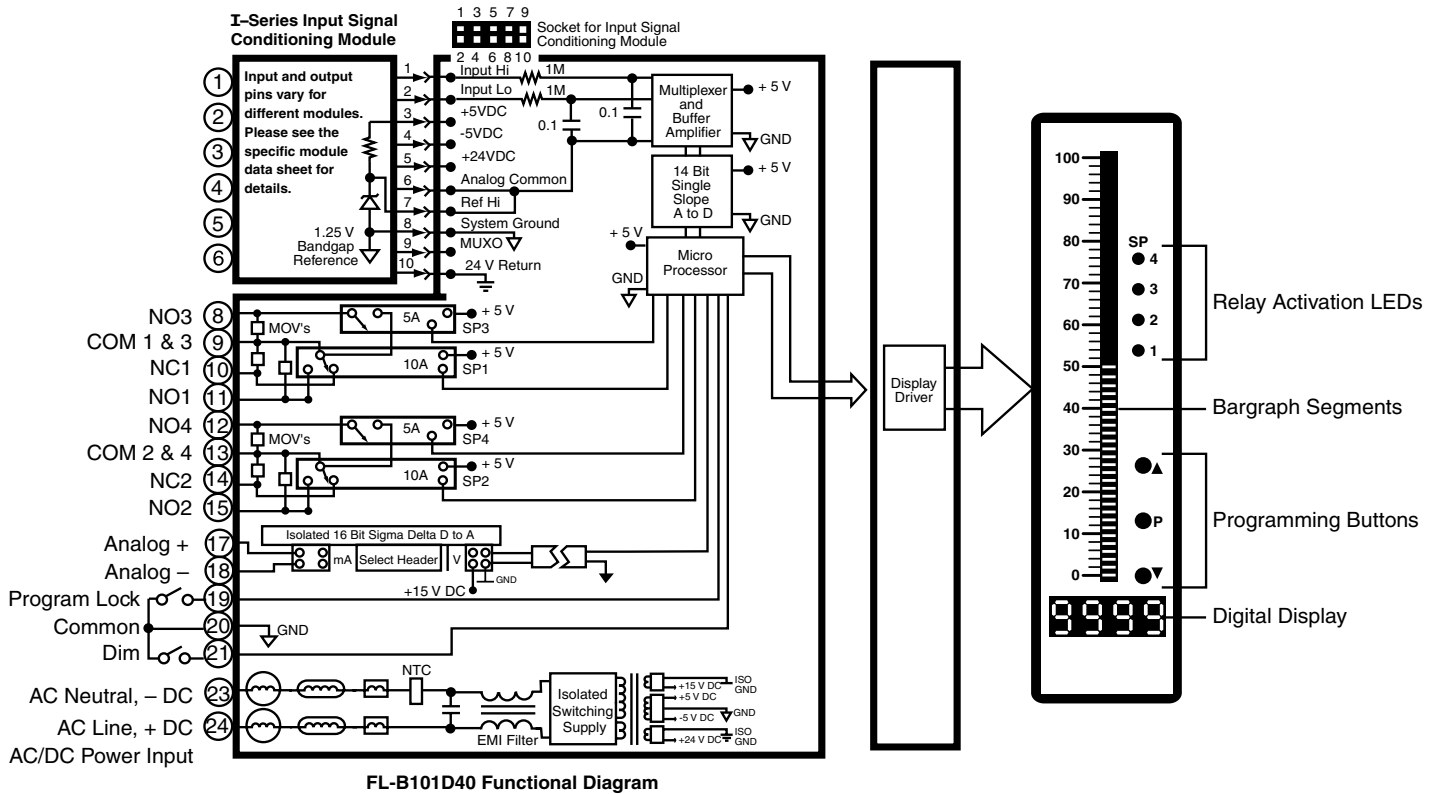 I–Series Input Signal
Conditioning Module
1 3 5 7 9
Socket for Input Signal
Conditioning Module
2 4 6 8 10
1
2
3
4
5
6
Input and output
pins vary for
different modules.
Please see the
specific module
data sheet for
details.
1.25 V
Bandgap
Reference
1
2
3
4
5
6
7
8
9
10
Input Hi
1M
Input Lo
1M
+5VDC
-5VDC
+24VDC
Analog Common
Ref Hi
System Ground
MUXO
24 V Return
0.1
0.1
Multiplexer
and
Buffer
Amplifier
+ 5 V
GND
14 Bit
Single
Slope
A to D
+ 5 V
GND
+ 5 V
Micro
Processor
GND
NO3 8
COM 1 & 3 9
NC1 10
NO1 11
MOV's
5A
+ 5 V
SP3
10A
+ 5 V
SP1
NO4 12
COM 2 & 4 13
NC2 14
NO2 15
MOV's
5A
+ 5 V
SP4
10A
+ 5 V
SP2
Analog + 17
Analog – 18
Isolated 16 Bit Sigma Delta D to A
mA
Select Header
V
GND
+15 V DC
Program Lock 19
Common 20
GND
Dim 21
AC Neutral, – DC 23
AC Line, + DC 24
AC/DC Power Input
NTC
EMI Filter
Isolated
Switching
Supply
+15 V DC
ISO
GND
+5 V DC
GND
-5 V DC
+24 V DC
ISO
GND
Display
Driver
100
90
80
70
60
50
40
30
20
10
0
SP
4
3
2
1
P
9999
Relay Activation LEDs
Bargraph Segments
Programming Buttons
Digital Display
FL-B101D40 Functional Diagram